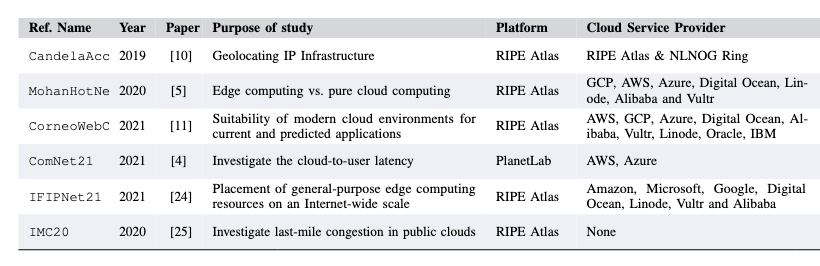 Ref. Name Year Paper Purpose of study Platform Cloud Service Provider
CandelaAcc 2019 [10] Geolocating IP Infrastructure RIPE Atlas RIPE Atlas & NLNOG Ring
MohanHotNe 2020 [5] Edge computing vs. pure cloud computing RIPE Atlas GCP, AWS, Azure, Digital Ocean, Lin-
ode, Alibaba and Vultr
CorneoWebC 2021 [11] Suitability of modern cloud environments for RIPE Atlas AWS, GCP, Azure, Digital Ocean, Al-
current and predicted applications ibaba, Vultr, Linode, Oracle, IBM
ComNet21 2021 [4] Investigate the cloud-to-user latency PlanetLab AWS, Azure
IFIPNet21 2021 [24] Placement of general-purpose edge computing RIPE Atlas Amazon, Microsoft, Google, Digital
resources on an Internet-wide scale Ocean, Linode, Vultr and Alibaba
IMC20 2020 [25] Investigate last-mile congestion in public clouds RIPE Atlas None